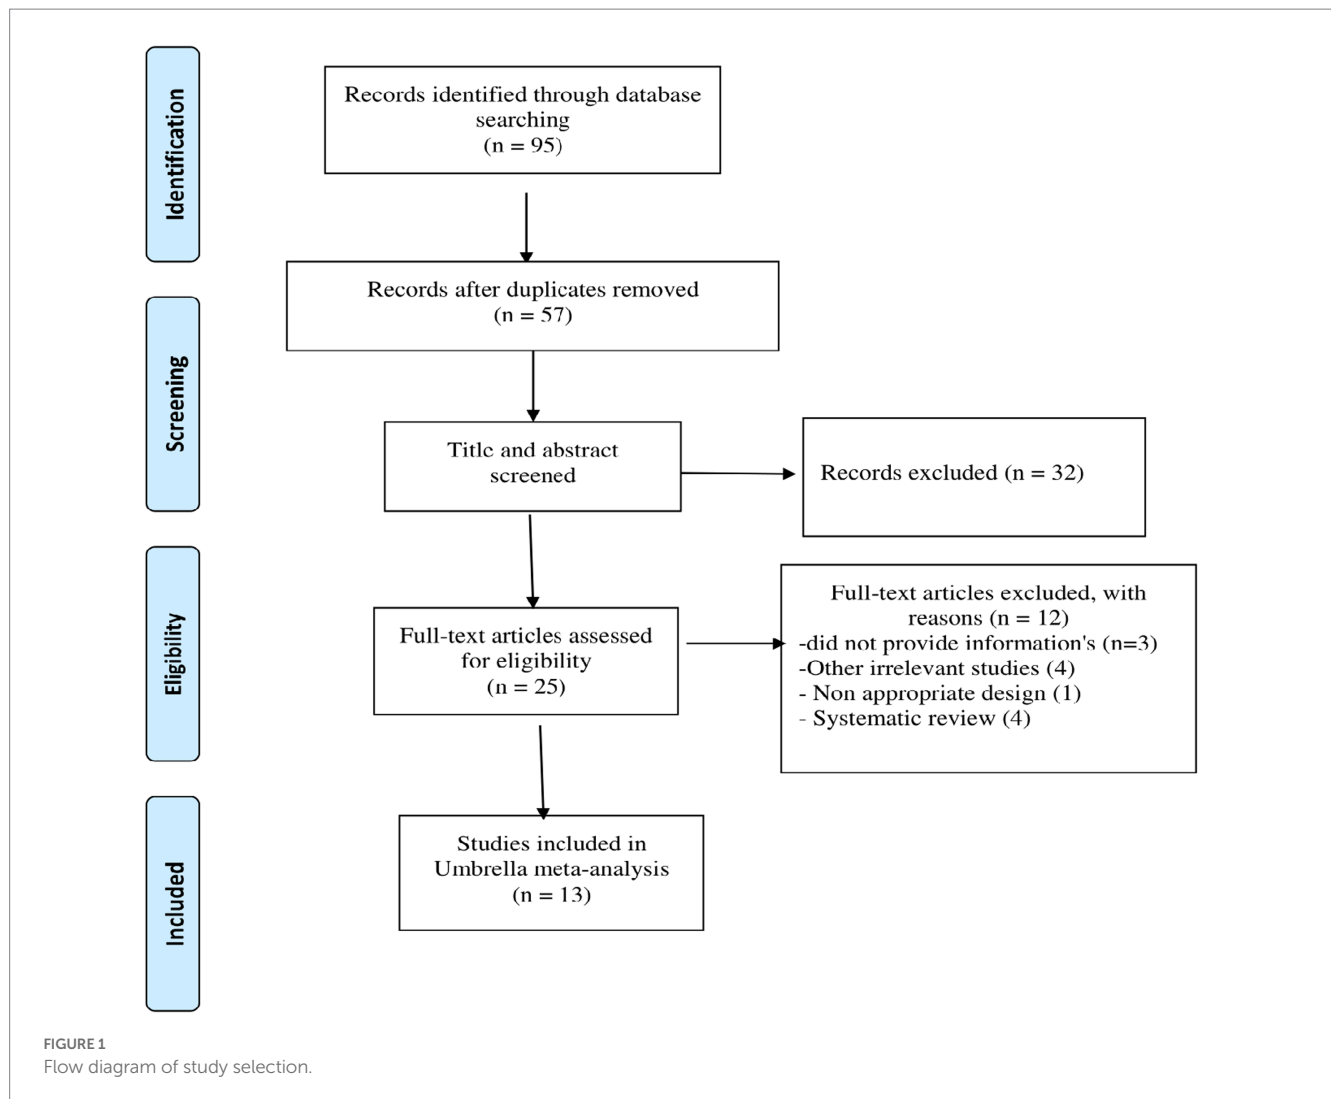 Identification
Records identified through database
searching
(n = 95)
Records after duplicates removed
(n = 57)
Screening
Title and abstract
screened
Records excluded (n = 32)
Eligibility
Full-text articles assessed
for eligibility
(n = 25)
Full-text articles excluded, with
reasons (n = 12)
-did not provide information's (n=3)
-Other irrelevant studies (4)
- Non appropriate design (1)
- Systematic review (4)
Included
Studies included in
Umbrella meta-analysis
(n = 13)
FIGURE 1
Flow diagram of study selection.